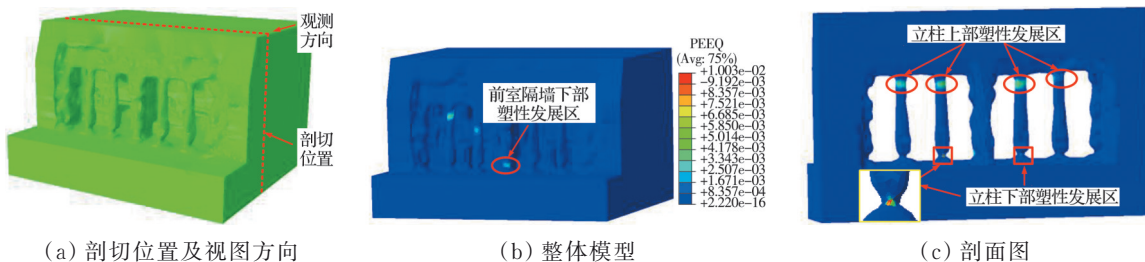 观测
方向
剖切
位置
(a) 剖切位置及视图方向
前室隔墙下部
塑性发展区
PEEQ
(Avg: 75%)
+1.003e-02
-9.192e-03
+8.357e-03
+7.521e-03
+6.685e-03
+5.850e-03
+5.014e-03
+4.178e-03
+3.343e-03
+2.507e-03
+1.671e-03
+8.357e-04
+2.220e-16
(b) 整体模型
立柱上部塑性发展区
立柱下部塑性发展区
(c) 剖面图